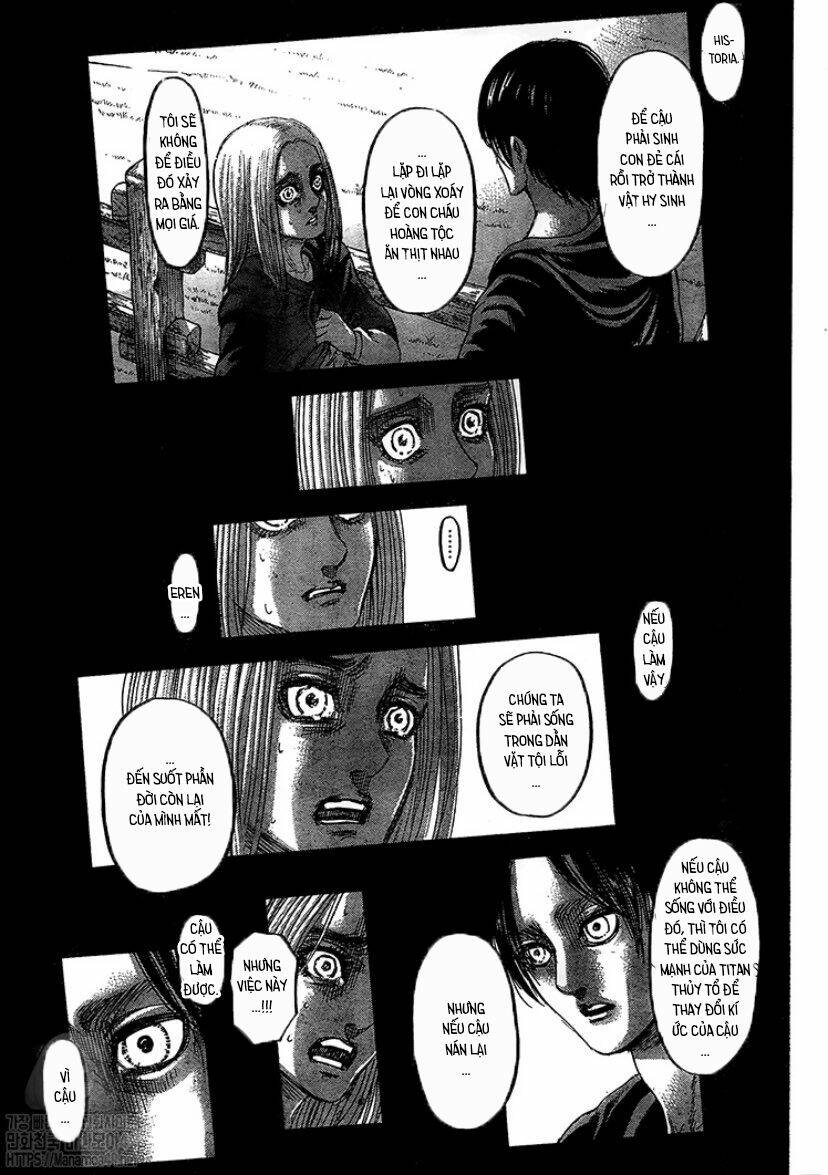 HIS-
TORIA.
ĐỂ CẬU
PHẢI SINH
CON ĐẺ CÁI
RỒI TRỞ THÀNH
VẬT HY SINH
...
...
LẶP ĐI LẶP
LẠI VÒNG XOÁY
ĐỂ CON CHÁU
HOÀNG TỘC
ĂN THỊT NHAU
...
TÔI SẼ
KHÔNG
ĐỂ ĐIỀU
ĐÓ XẢY
RA BẰNG
MỌI GIÁ.
......
EREN
...
NẾU
CẬU
LÀM
VẬY
CHÚNG TA
SẼ PHẢI SỐNG
TRONG DẰN
VẶT TỘI LỖI
...
...
ĐẾN SUỐT PHẦN
ĐỜI CÒN LẠI
CỦA MÌNH MẤT!
NẾU CẬU
KHÔNG THỂ
SỐNG VỚI ĐIỀU
ĐÓ, THÌ TÔI CÓ
THỂ DÙNG SỨC
MẠNH CỦA TITAN
THỦY TỔ ĐỂ
THAY ĐỔI KÍ
ỨC CỦA CẬU
...
NHƯNG
NẾU CẬU
NÁN LẠI
...
NHƯNG
VIỆC NÀY
...!!!
CẬU
CÓ THỂ
LÀM
ĐƯỢC.
VÌ
CẬU
...